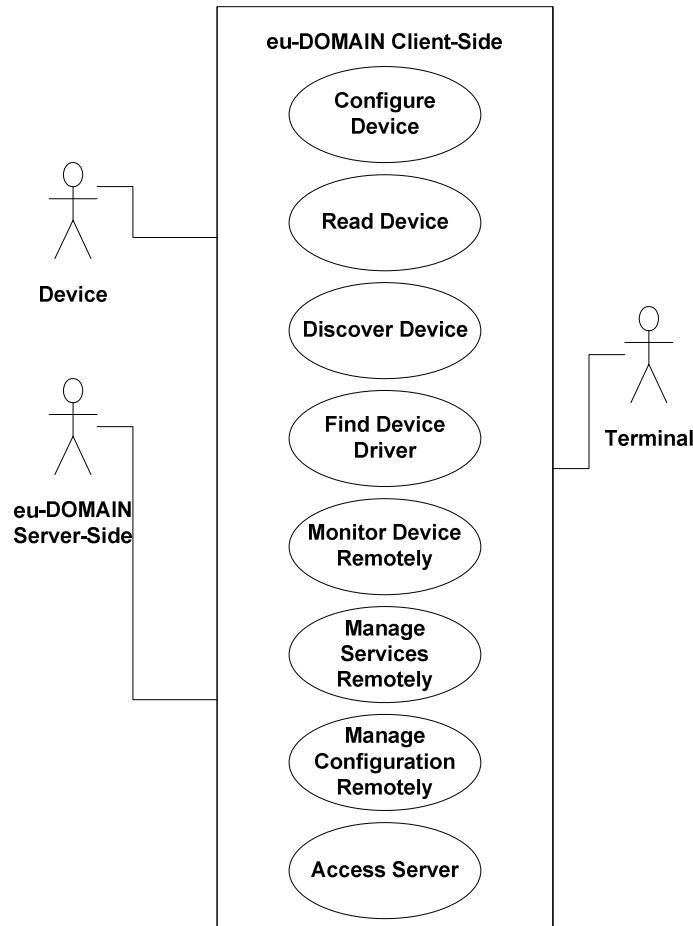 eu-DOMAIN Client-Side
Configure
Device
Read Device
Discover Device
Find Device
Driver
Monitor Device
Remotely
Manage
Services
Remotely
Manage
Configuration
Remotely
Access Server
Device
eu-DOMAIN
Server-Side
Terminal